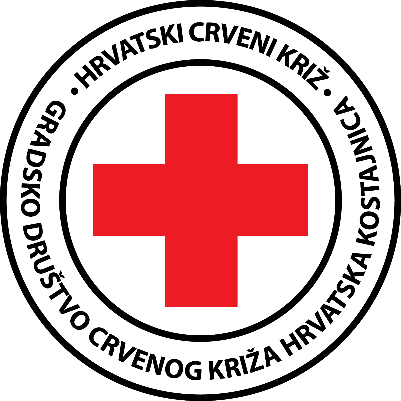 HRVATSKI CRVENI KRIŽ
GRADSKO DRUŠTVO CRVENOG KRIŽA HRVATSKA KOSTAJNICA